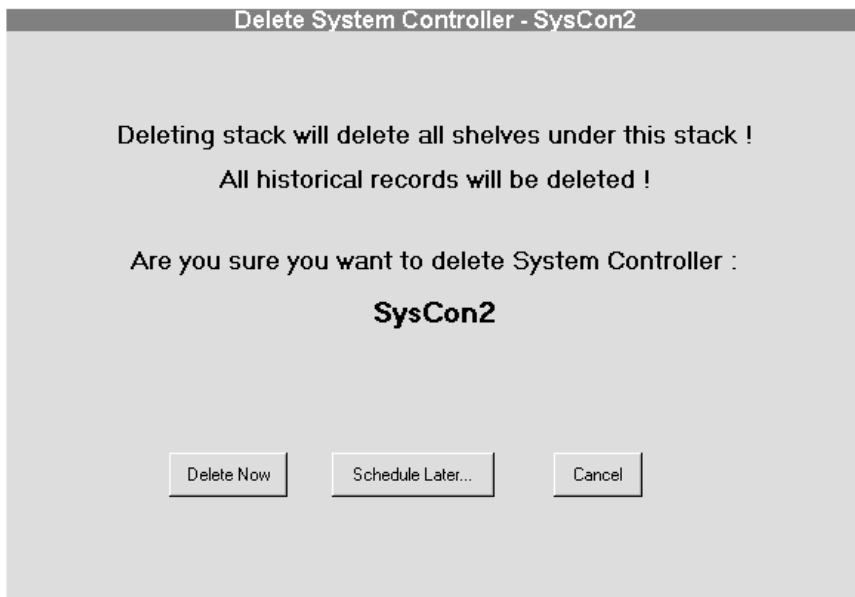 Delete System Controller - SysCon2
Deleting stack will delete all shelves under this stack !
All historical records will be deleted !
Are you sure you want to delete System Controller :
SysCon2
Delete Now
Schedule Later...
Cancel